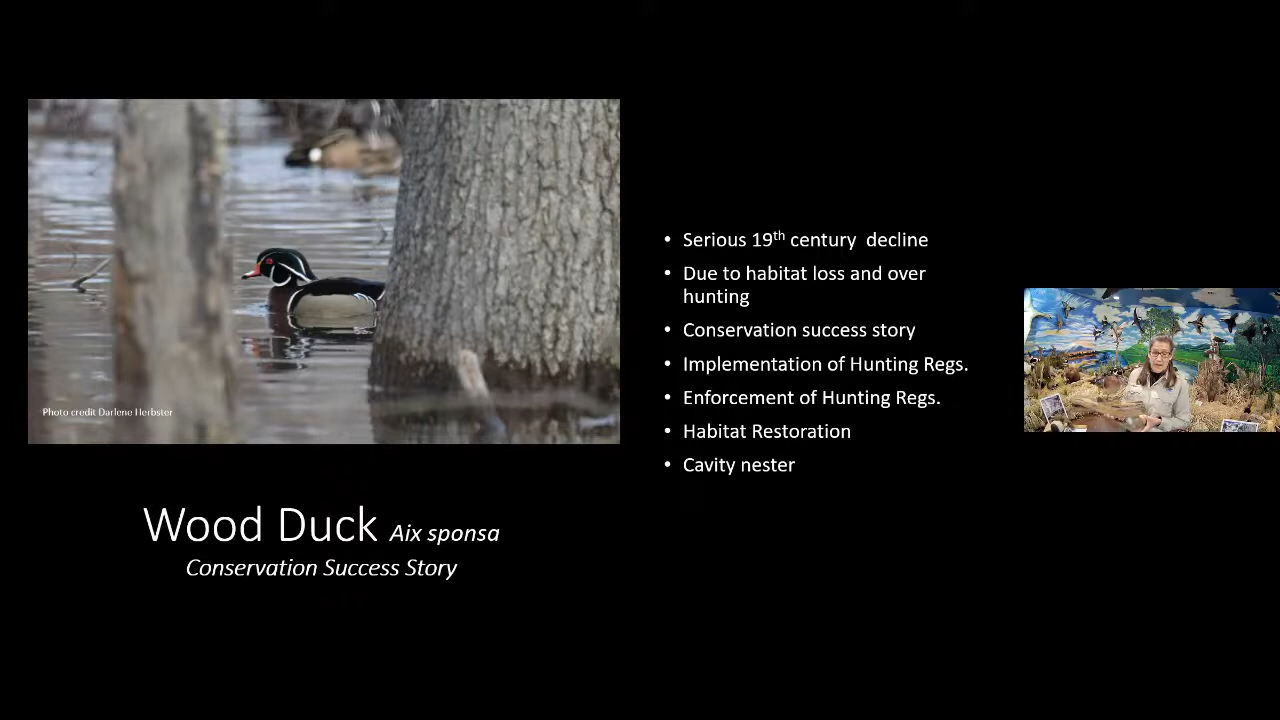 Photo credit Darlene Herbster
Wood Duck Aix sponsa
Conservation Success Story
• Serious 19th century decline
• Due to habitat loss and over
hunting
• Conservation success story
• Implementation of Hunting Regs.
• Enforcement of Hunting Regs.
• Habitat Restoration
• Cavity nester